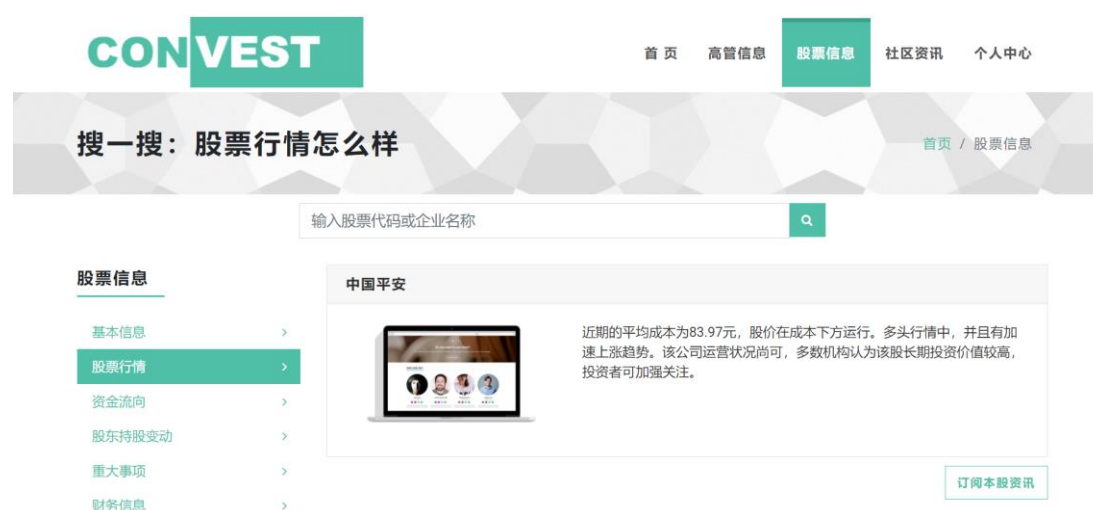 CONVEST
首 页
高管信息
股票信息
社区资讯
个人中心
搜一搜：股票行情怎么样
首页 / 股票信息
输入股票代码或企业名称
股票信息
基本信息
股票行情
资金流向
股东持股变动
重大事项
财务信息
中国平安
近期的平均成本为83.97元，股价在成本下方运行。多头行情中，并且有加
速上涨趋势。该公司运营状况尚可，多数机构认为该股长期投资价值较高，
投资者可加强关注。
订阅本股资讯